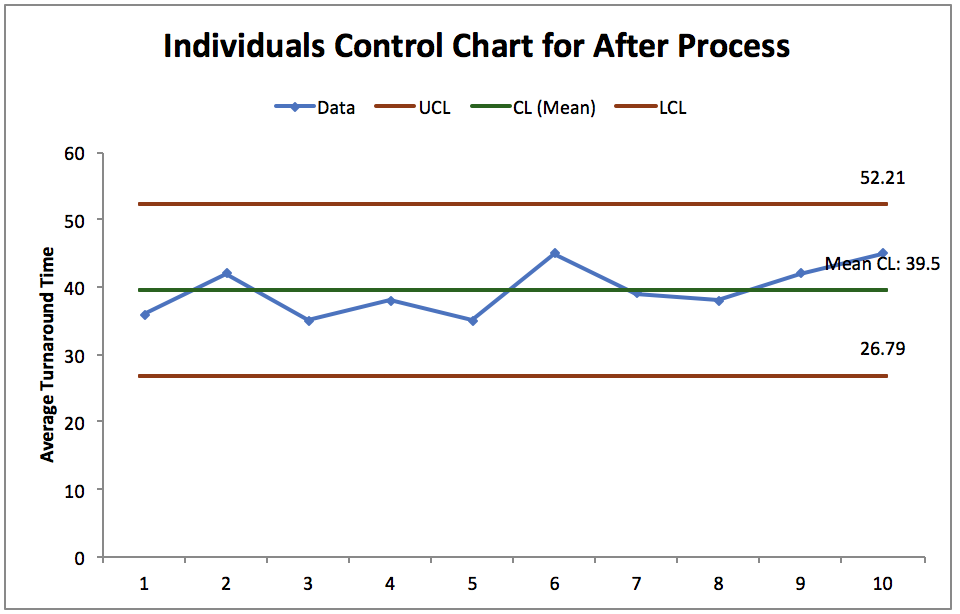 Individuals Control Chart for After Process
Data UCL CL (Mean) LCL
Average Turnaround Time
60
50
40
30
20
10
0
52.21
Mean CL: 39.5
26.79
1 2 3 4 5 6 7 8 9 10